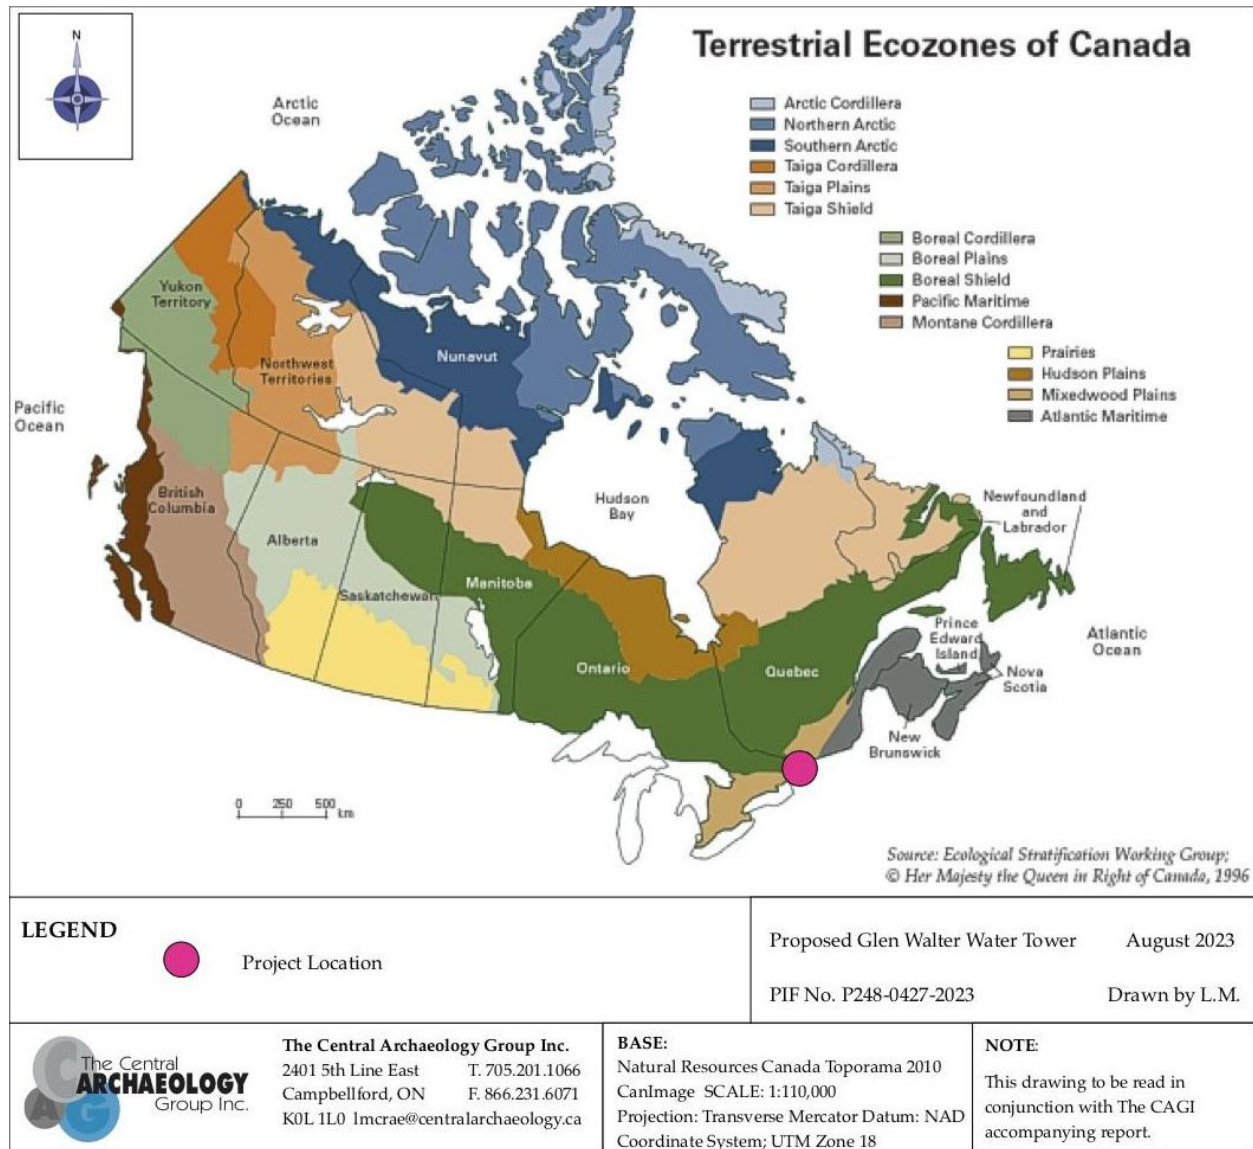 N
Terrestrial Ecozones of Canada
Arctic
Ocean
Arctic Cordillera
Northern Arctic
Southern Arctic
Taiga Cordillera
Taiga Plains
Taiga Shield
Boreal Cordillera
Boreal Plains
Boreal Shield
Pacific Maritime
Montane Cordillera
Prairies
Hudson Plains
Mixedwood Plains
Atlantic Maritime
Yukon
Territory
Northwest
Territories
Nunavut
Pacific
Ocean
British
Columbia
Alberta
Saskatchewan
Manitoba
Hudson
Bay
Ontario
Quebec
Newfoundland
and
Labrador
Prince
Edward
Island
Nova
Scotia
New
Brunswick
Atlantic
Ocean
0 250 500
km
Source: Ecological Stratification Working Group;
© Her Majesty the Queen in Right of Canada, 1996
LEGEND
Project Location
Proposed Glen Walter Water Tower August 2023
PIF No. P248-0427-2023 Drawn by L.M.
CAG
The Central
ARCHAEOLOGY
Group Inc.
The Central Archaeology Group Inc.
2401 5th Line East T. 705.201.1066
Campbellford, ON F. 866.231.6071
K0L 1L0 lmcrae@centralarchaeology.ca
BASE:
Natural Resources Canada Toporama 2010
CanImage SCALE: 1:110,000
Projection: Transverse Mercator Datum: NAD
Coordinate System; UTM Zone 18
NOTE:
This drawing to be read in
conjunction with The CAGI
accompanying report.